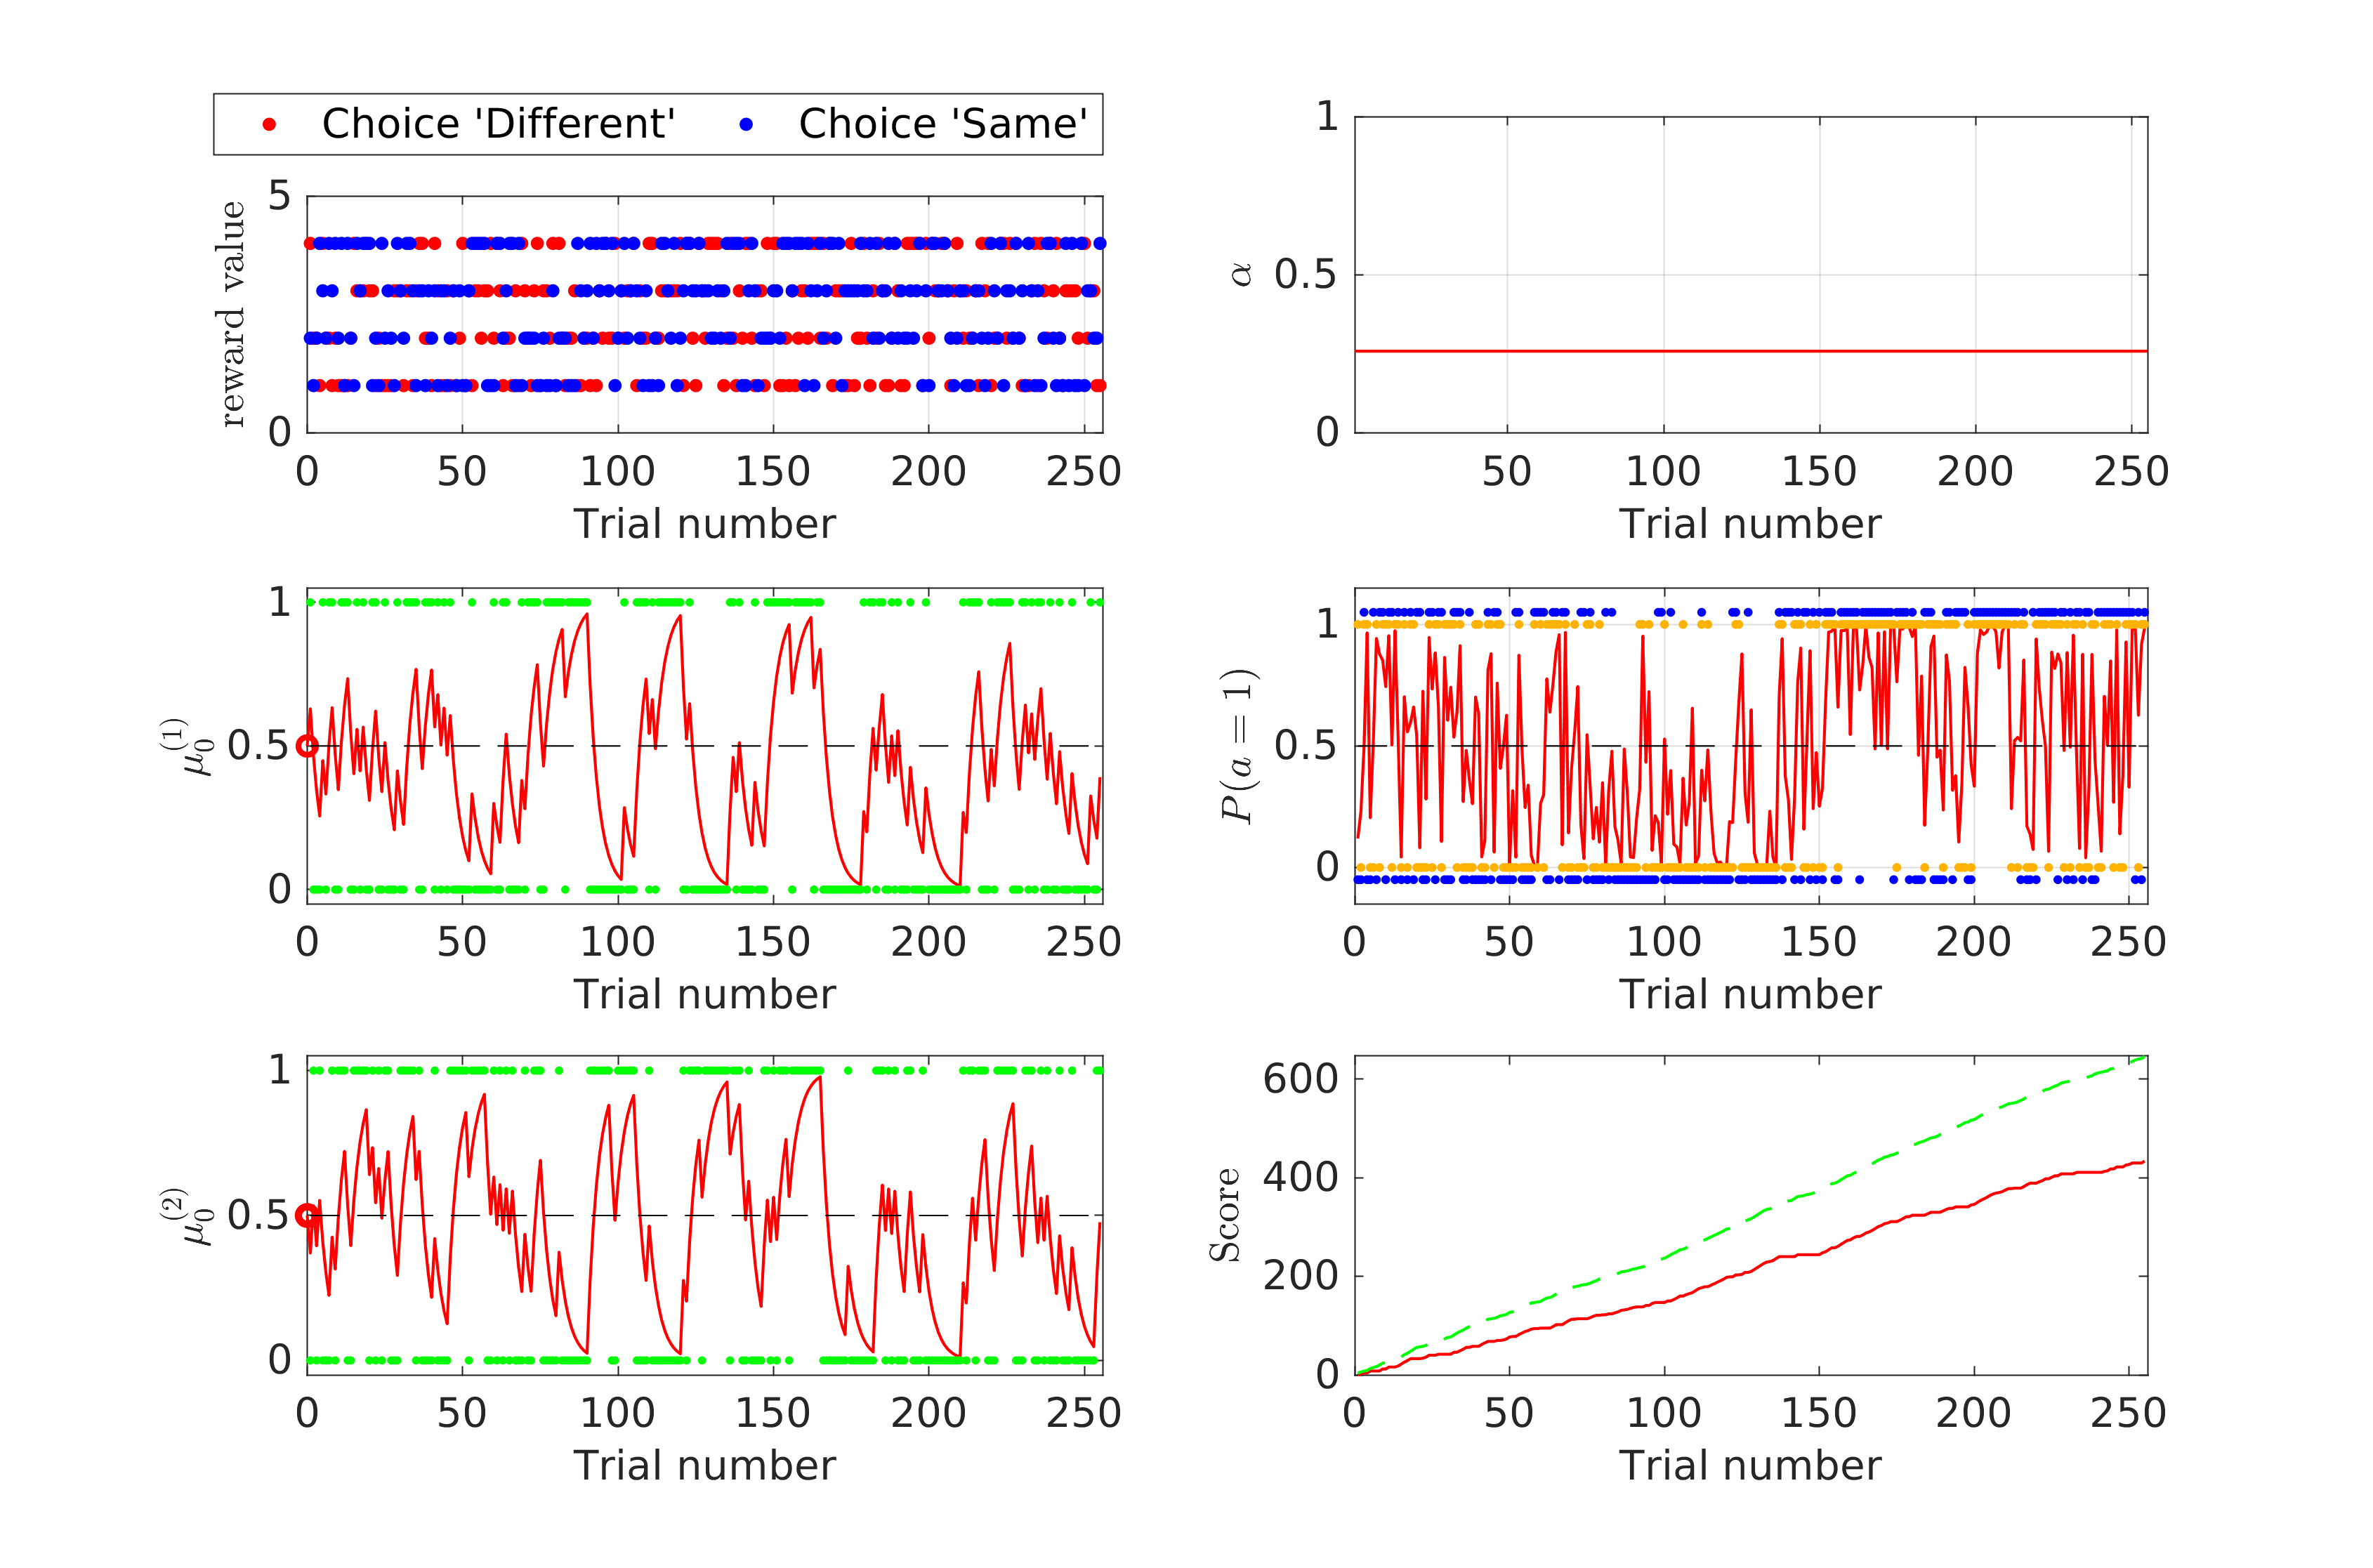 Choice 'Different' Choice 'Same'
reward value
5
0
0 50 100 150 200 250
Trial number
α
1
0.5
0
50 100 150 200 250
Trial number
μ₀⁽¹⁾
1
0.5
0
0 50 100 150 200 250
Trial number
P(a = 1)
1
0.5
0
0 50 100 150 200 250
Trial number
μ₀⁽²⁾
1
0.5
0
0 50 100 150 200 250
Trial number
Score
600
400
200
0
0 50 100 150 200 250
Trial number